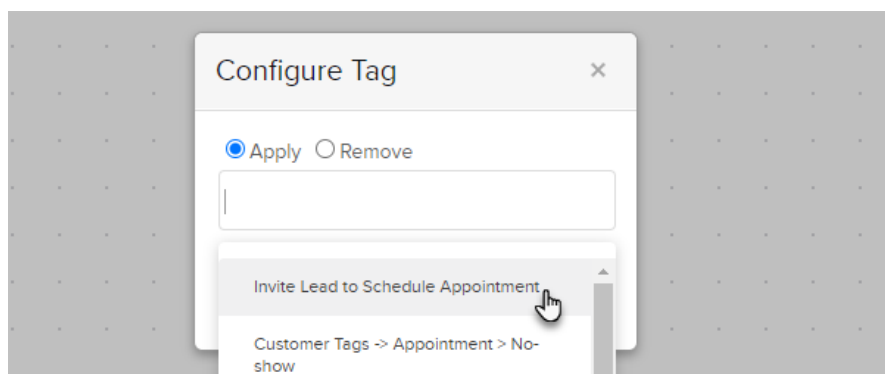 Configure Tag
Apply Remove
Invite Lead to Schedule Appointment
Customer Tags -> Appointment > No-
show